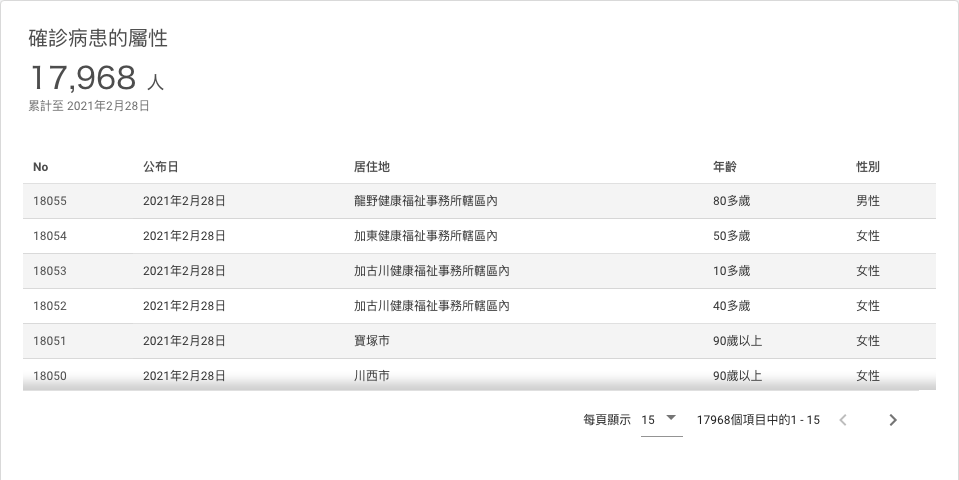 確診病患的屬性
17,968 人
累計至 2021年2月28日
No 公布日 居住地 年齡 性別
18055 2021年2月28日 龍野健康福祉事務所轄區內 80多歲 男性
18054 2021年2月28日 加東健康福祉事務所轄區內 50多歲 女性
18053 2021年2月28日 加古川健康福祉事務所轄區內 10多歲 女性
18052 2021年2月28日 加古川健康福祉事務所轄區內 40多歲 女性
18051 2021年2月28日 寶塚市 90歲以上 女性
18050 2021年2月28日 川西市 90歲以上 女性
每頁顯示 15 17968個項目中的1 - 15